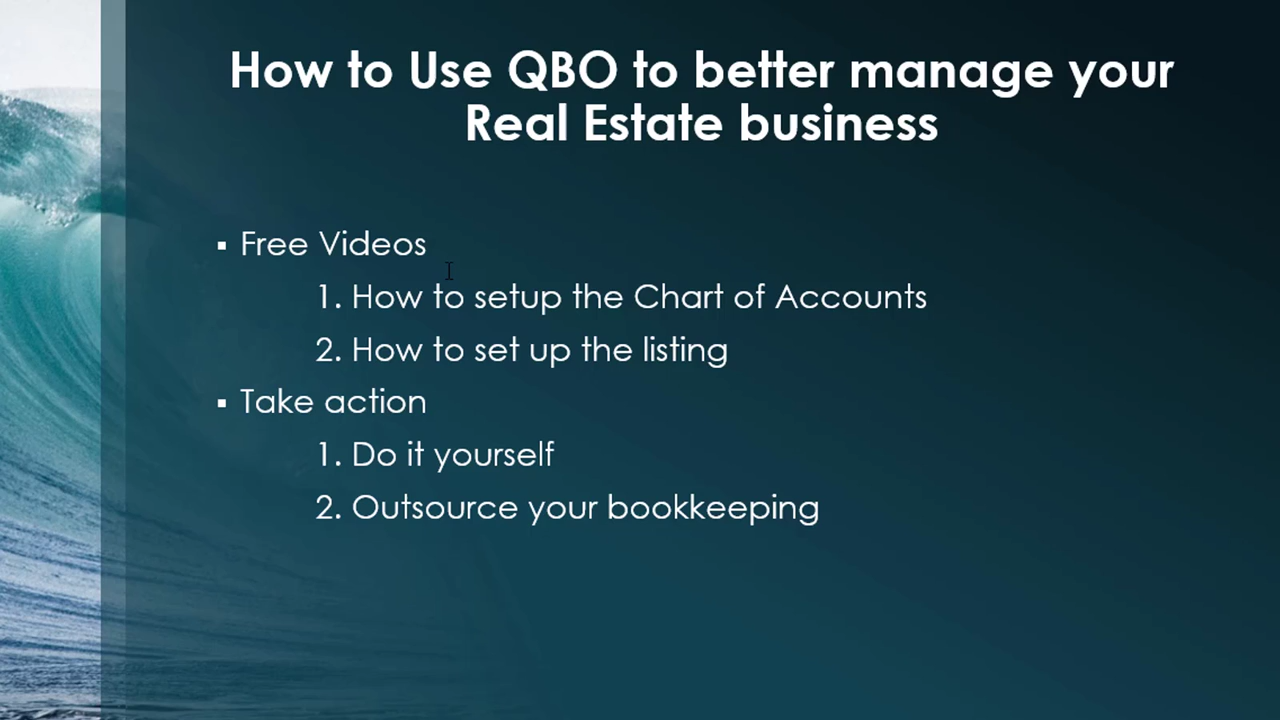 How to Use QBO to better manage your
Real Estate business
▪ Free Videos
1. How to setup the Chart of Accounts
2. How to set up the listing
▪ Take action
1. Do it yourself
2. Outsource your bookkeeping